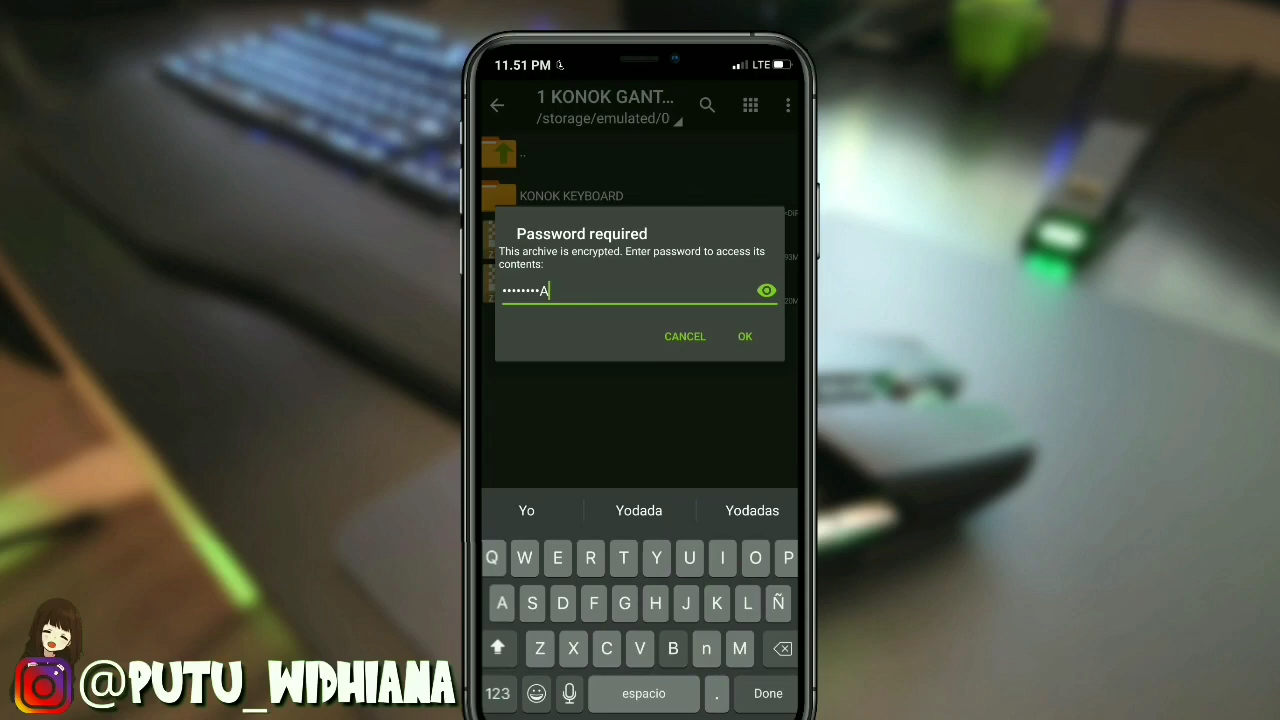 11.51 PM
LTE
1 KONOK GANT...
/storage/emulated/0
..
KONOK KEYBOARD
Password required
This archive is encrypted. Enter password to access its
contents:
••••••••A
CANCEL OK
Yo Yodada Yodadas
Q W E R T Y U I O P
A S D F G H J K L Ñ
Z X C V B n M
123 espacio . Done
@PUTU_WIDHIANA